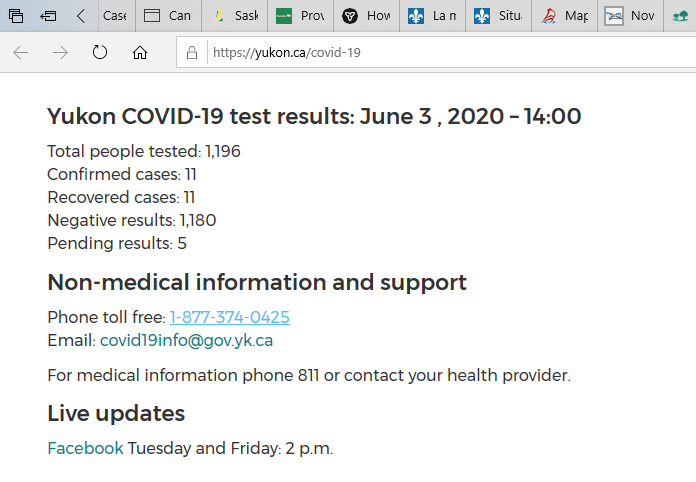 Case
Can
Sask
Prov
How
La m
Situ
Map
Nov
https://yukon.ca/covid-19
Yukon COVID-19 test results: June 3 , 2020 – 14:00
Total people tested: 1,196
Confirmed cases: 11
Recovered cases: 11
Negative results: 1,180
Pending results: 5
Non-medical information and support
Phone toll free: 1-877-374-0425
Email: covid19info@gov.yk.ca
For medical information phone 811 or contact your health provider.
Live updates
Facebook Tuesday and Friday: 2 p.m.